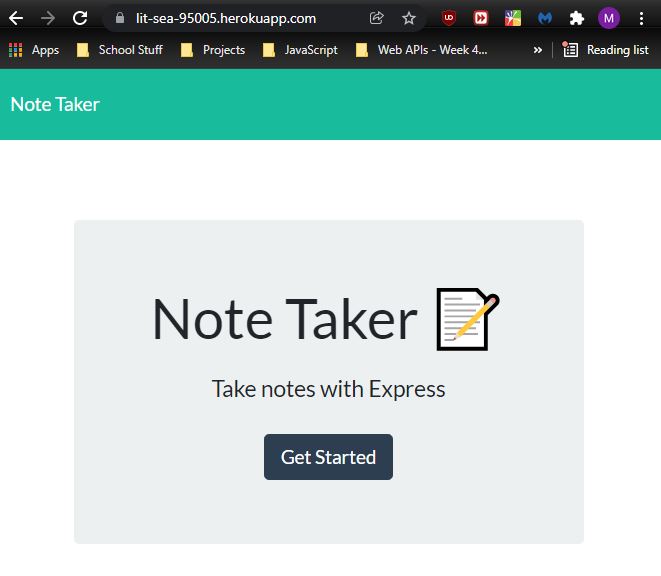 lit-sea-95005.herokuapp.com
M
Apps School Stuff Projects JavaScript Web APIs - Week 4... » Reading list
Note Taker
Note Taker
Take notes with Express
Get Started